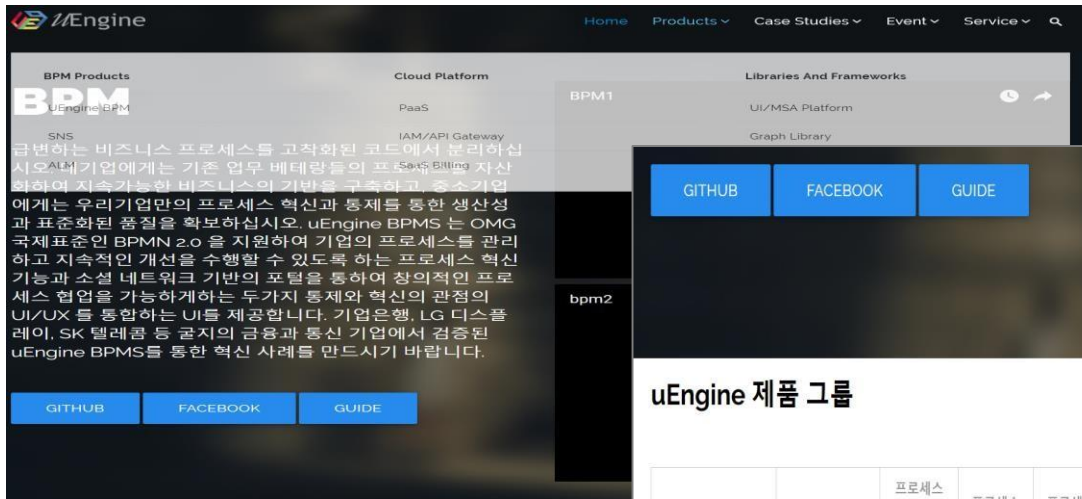 uEngine
Home Products Case Studies Event Service
BPM Products Cloud Platform Libraries And Frameworks
BPM
UEngine BPM PaaS UI/MSA Platform
BPM1
SNS IAM/API Gateway Graph Library
ALM SaaS Billing
급변하는 비즈니스 프로세스를 고착화된 코드에서 분리하십
시오. 대기업에게는 기존 업무 베테랑들의 프로세스를 자산
화하여 지속가능한 비즈니스의 기반을 구축하고, 중소기업
에게는 우리기업만의 프로세스 혁신과 통제를 통한 생산성
과 표준화된 품질을 확보하십시오. uEngine BPMS 는 OMG
국제표준인 BPMN 2.0 을 지원하여 기업의 프로세스를 관리
하고 지속적인 개선을 수행할 수 있도록 하는 프로세스 혁신
기능과 소셜 네트워크 기반의 포털을 통하여 창의적인 프로
세스 협업을 가능하게하는 두가지 통제와 혁신의 관점의
UI/UX 를 통합하는 UI를 제공합니다. 기업은행, LG 디스플
레이, SK 텔레콤 등 굴지의 금융과 통신 기업에서 검증된
uEngine BPMS를 통한 혁신 사례를 만드시기 바랍니다.
GITHUB FACEBOOK GUIDE
bpm2
GITHUB FACEBOOK GUIDE
uEngine 제품 그룹
프로세스